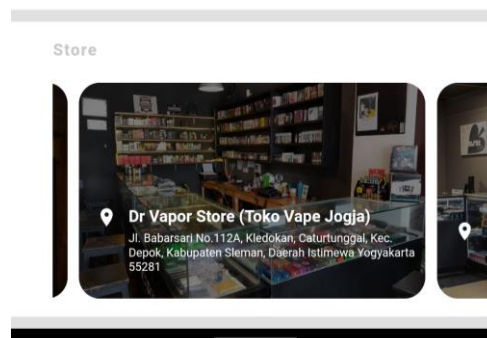 Store
Dr Vapor Store (Toko Vape Jogja)
Jl. Babarsari No.112A, Kledokan, Caturtunggal, Kec.
Depok, Kabupaten Sleman, Daerah Istimewa Yogyakarta
55281